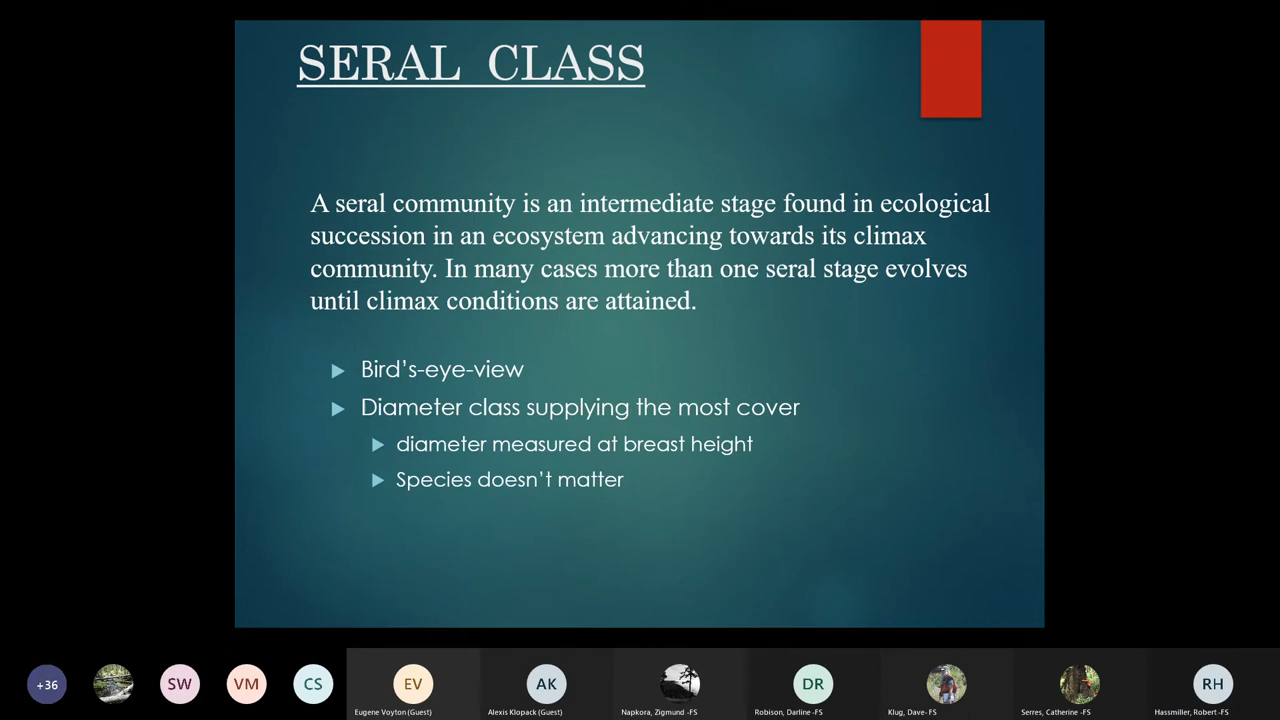 SERAL CLASS
A seral community is an intermediate stage found in ecological
succession in an ecosystem advancing towards its climax
community. In many cases more than one seral stage evolves
until climax conditions are attained.
Bird's-eye-view
Diameter class supplying the most cover
diameter measured at breast height
Species doesn't matter
+36
SW
VM
CS
EV
AK
DR
RH
Eugene Voyton (Guest)
Alexis Klopack (Guest)
Napkora, Zigmund -FS
Robison, Darline -FS
Klug, Dave- FS
Serres, Catherine -FS
Hassmiller, Robert -FS